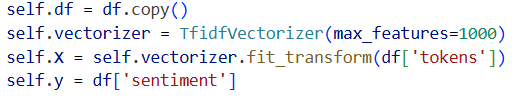 self.df = df.copy()
self.vectorizer = TfidfVectorizer(max_features=1000)
self.X = self.vectorizer.fit_transform(df['tokens'])
self.y = df['sentiment']